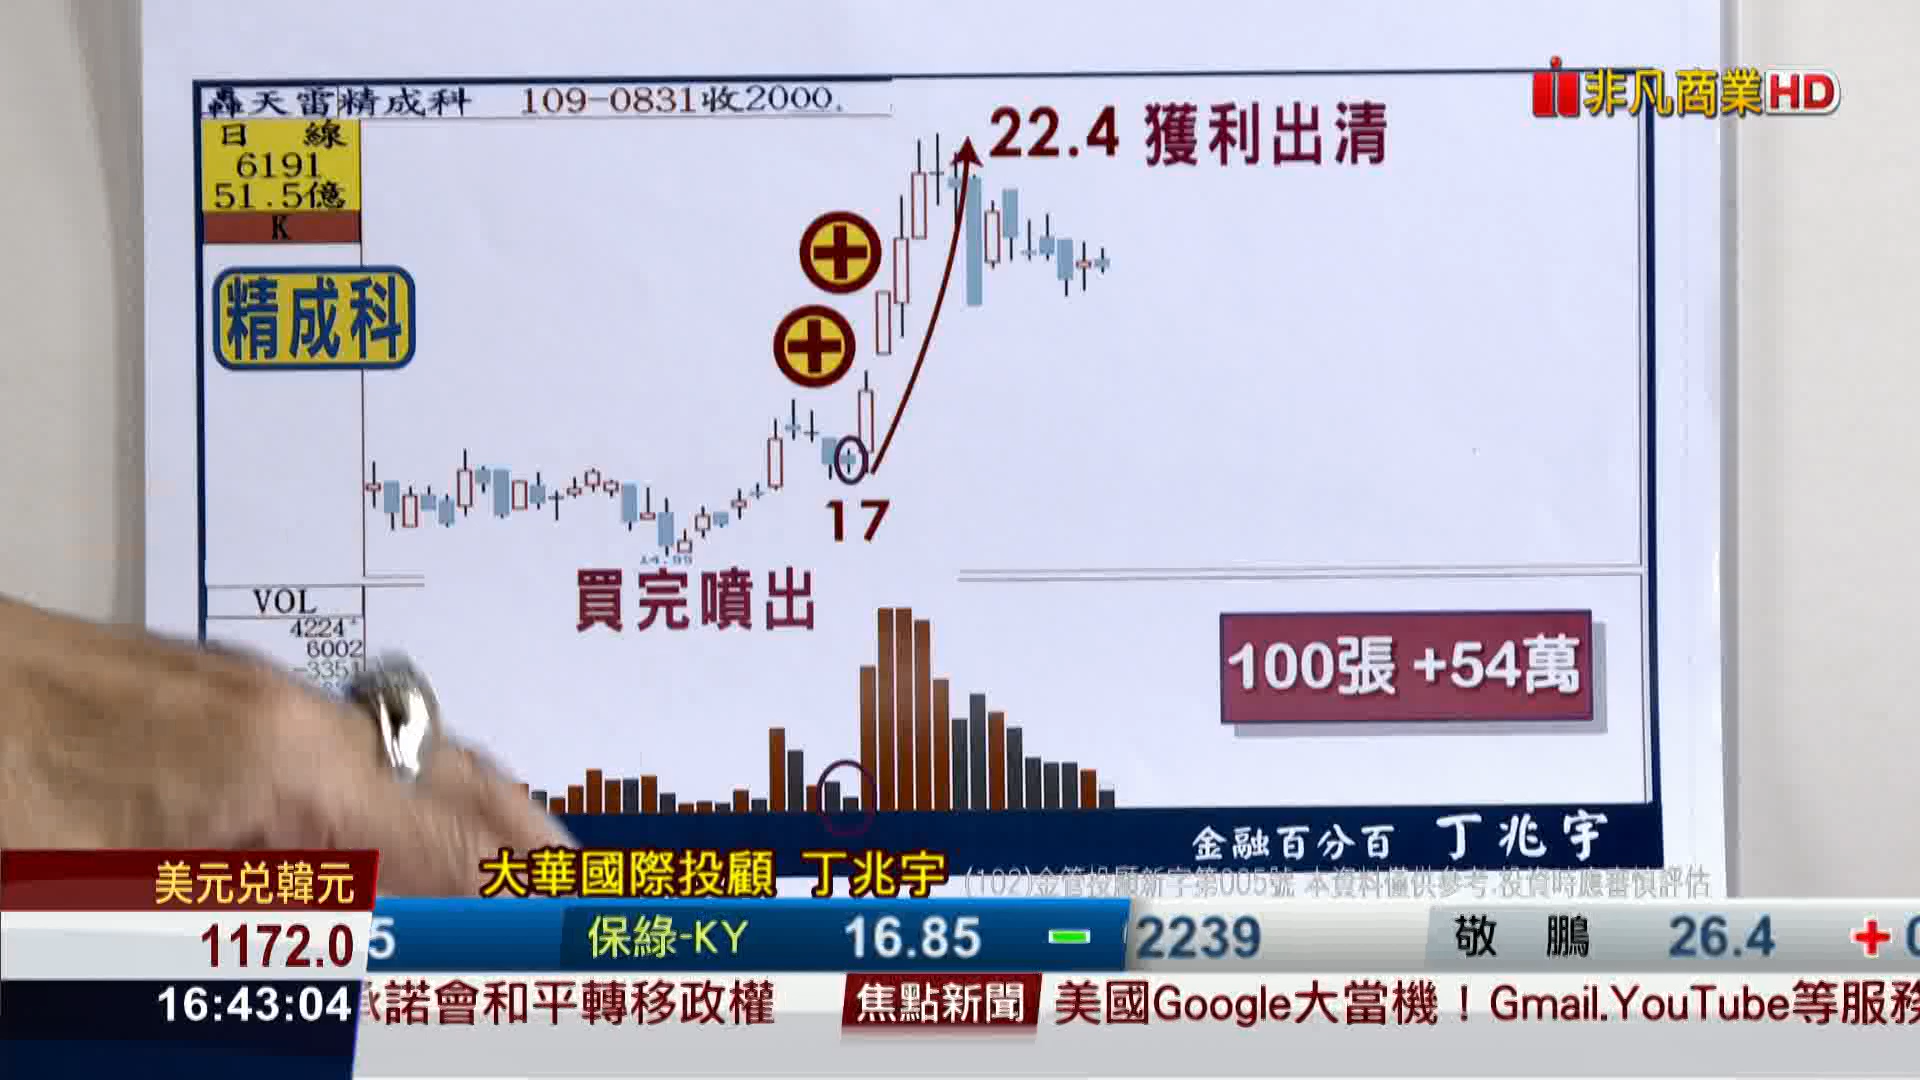 轟天雷精成科 109-0831收2000.
非凡商業HD
日 線
6191
51.5億
K
22.4 獲利出清
精成科
17
14.95
買完噴出
VOL
4224
6002
-3351
100張 +54萬
金融百分百 丁兆宇
大華國際投顧 丁兆宇
(102)金管投顧新字第005號 本資料僅供參考,投資時應審慎評估
美元兌韓元
1172.0
5 保綠-KY 16.85 2239 敬 鵬 26.4
16:43:04
承諾會和平轉移政權 焦點新聞 美國Google大當機！Gmail.YouTube等服務